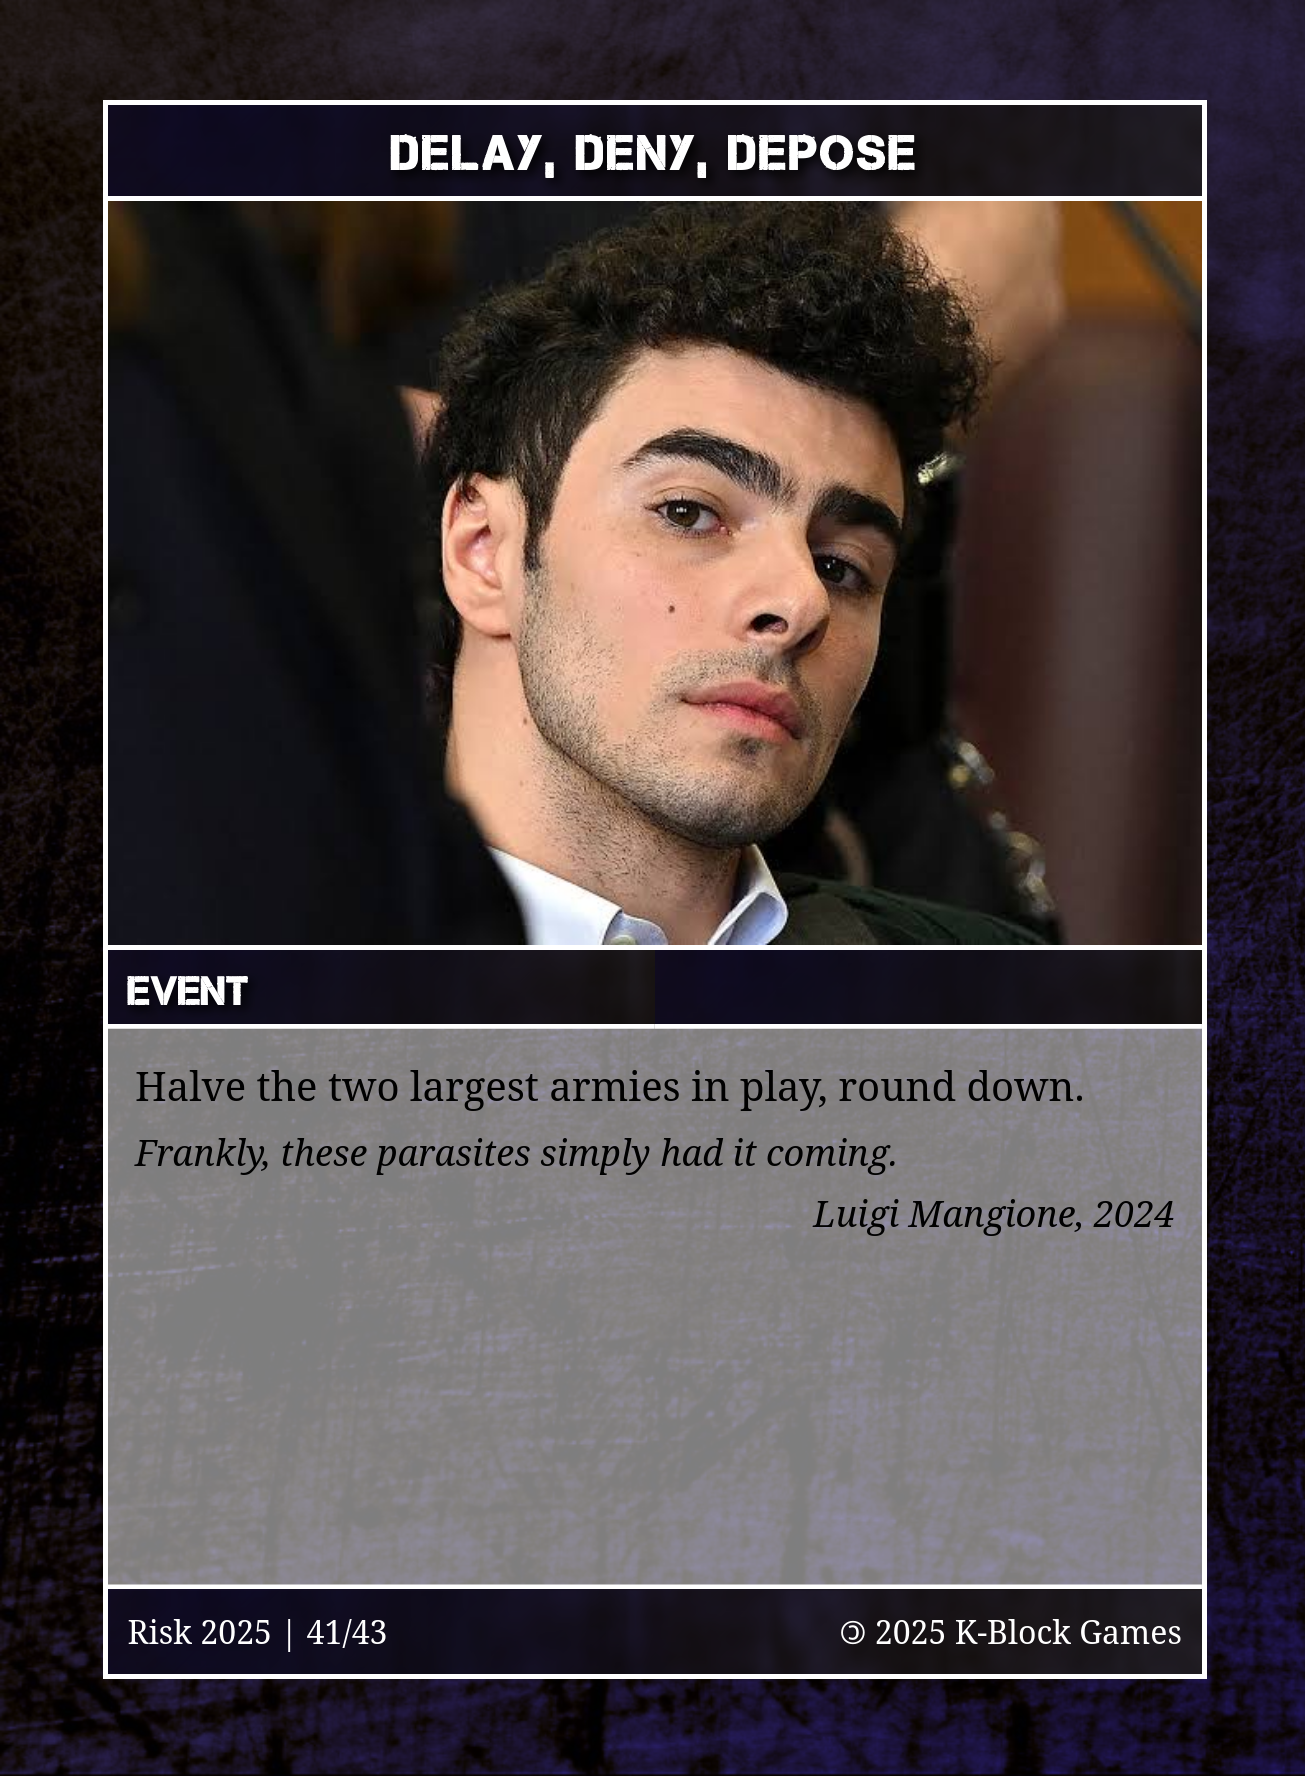 DELAY, DENY, DEPOSE
EVENT
Halve the two largest armies in play, round down.
Frankly, these parasites simply had it coming.
Luigi Mangione, 2024
Risk 2025 | 41/43
🄯 2025 K-Block Games